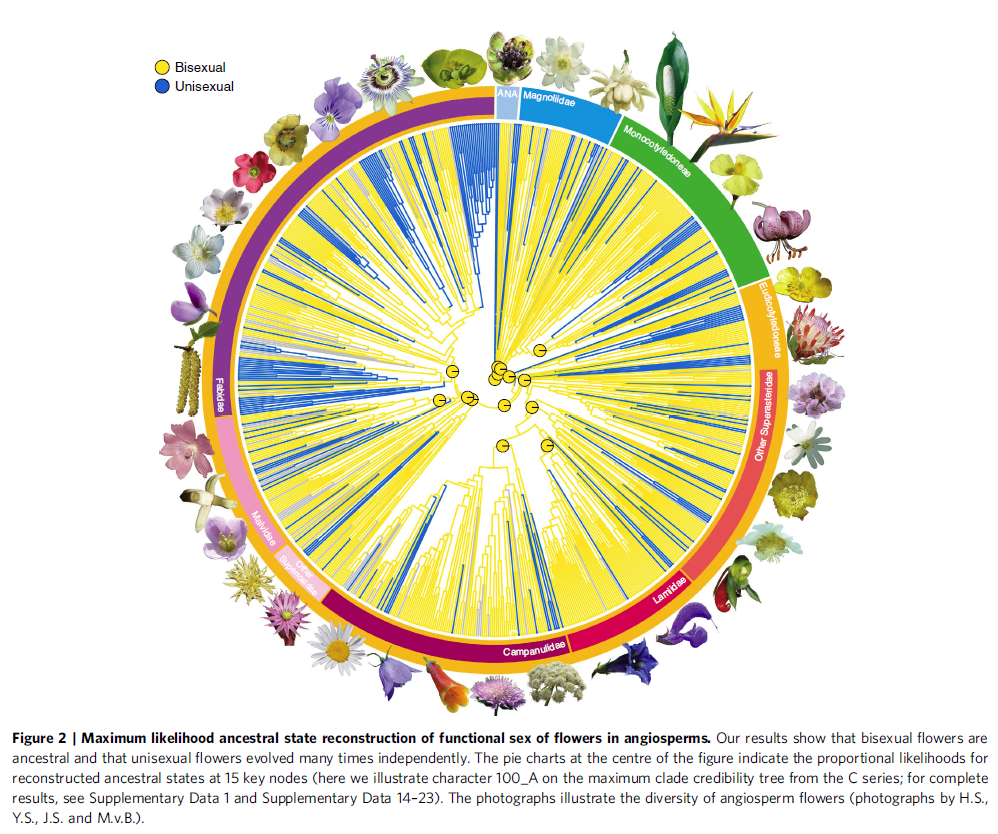 Bisexual
Unisexual
ANA
Magnoliidae
Monocotyledoneae
Eudicotyledoneae
Other Superasteridae
Lamiidae
Campanulidae
Other
Superrosidae
Malvidae
Fabidae
Figure 2 | Maximum likelihood ancestral state reconstruction of functional sex of flowers in angiosperms. Our results show that bisexual flowers are
ancestral and that unisexual flowers evolved many times independently. The pie charts at the centre of the figure indicate the proportional likelihoods for
reconstructed ancestral states at 15 key nodes (here we illustrate character 100_A on the maximum clade credibility tree from the C series; for complete
results, see Supplementary Data 1 and Supplementary Data 14–23). The photographs illustrate the diversity of angiosperm flowers (photographs by H.S.,
Y.S., J.S. and M.v.B.).